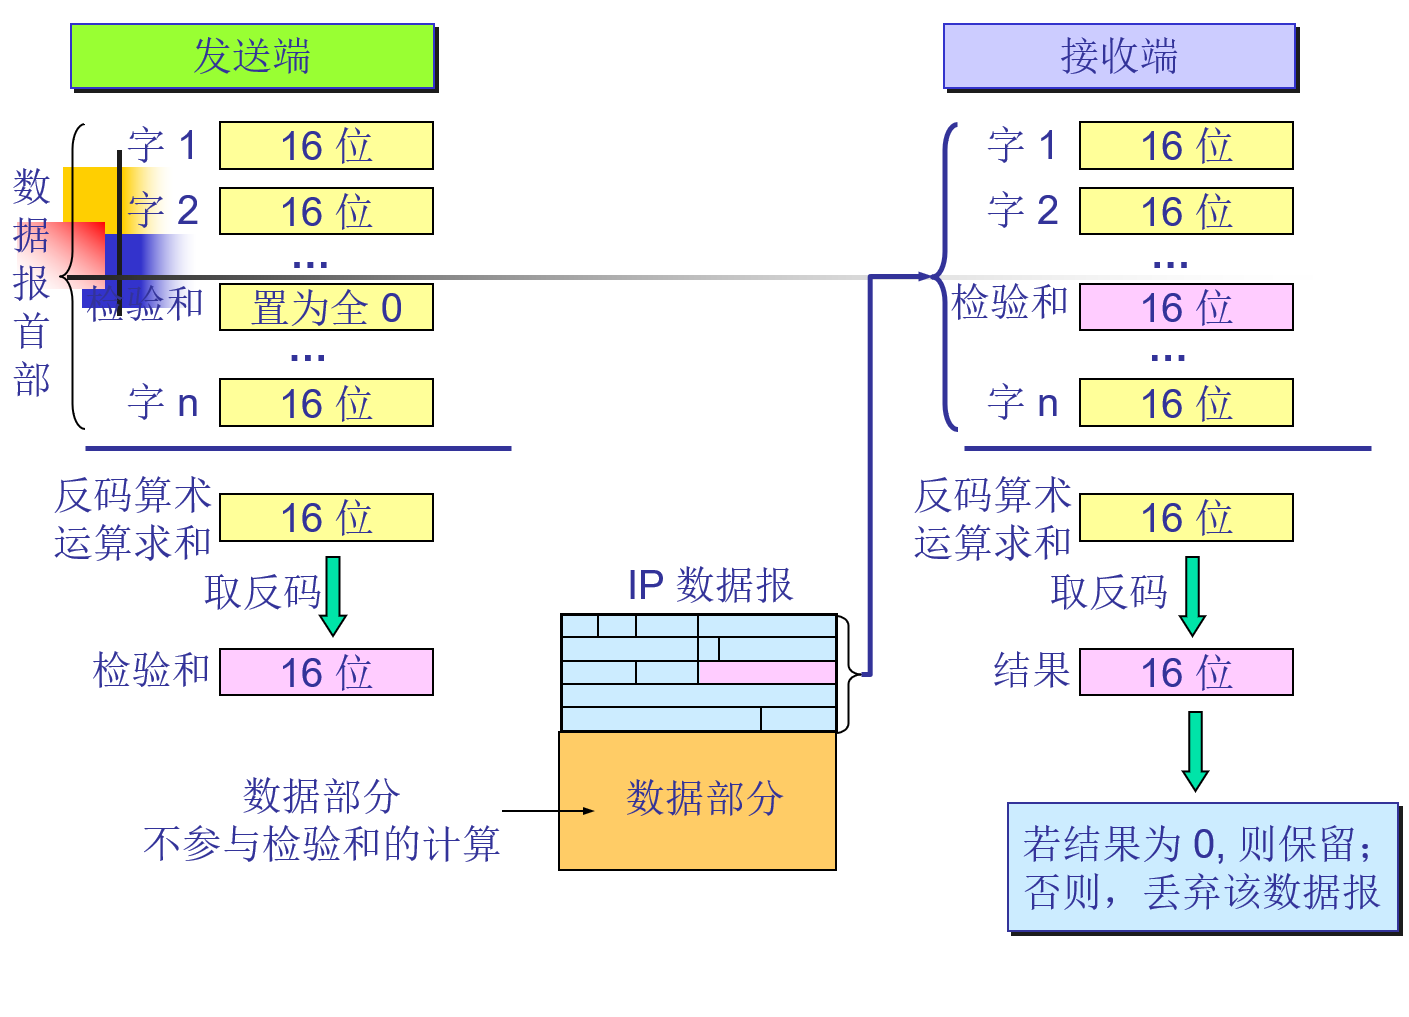 发送端
数据报首部
字 1
16 位
字 2
16 位
...
检验和
置为全 0
...
字 n
16 位
反码算术
运算求和
16 位
取反码
检验和
16 位
数据部分
不参与检验和的计算
IP 数据报
数据部分
接收端
字 1
16 位
字 2
16 位
...
检验和
16 位
...
字 n
16 位
反码算术
运算求和
16 位
取反码
结果
16 位
若结果为 0, 则保留；
否则，丢弃该数据报